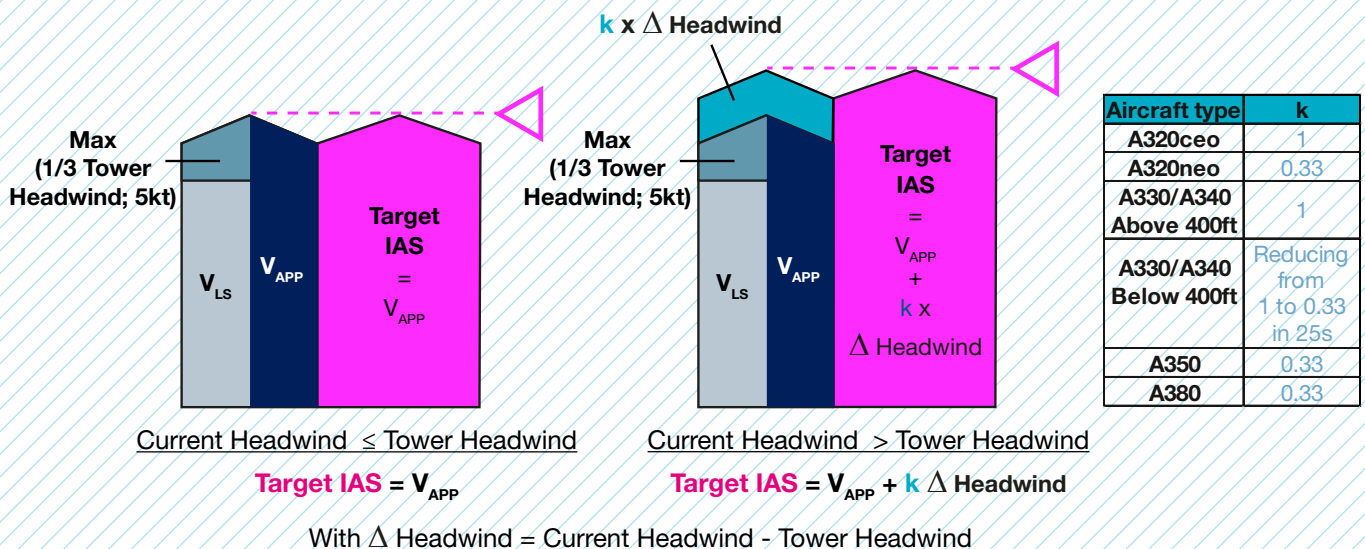 k x Δ Headwind
Max
(1/3 Tower
Headwind; 5kt)
V_LS
V_APP
Target
IAS
=
V_APP
Max
(1/3 Tower
Headwind; 5kt)
V_LS
V_APP
Target
IAS
=
V_APP
+
k x
Δ Headwind
Aircraft type k
A320ceo 1
A320neo 0.33
A330/A340
Above 400ft 1
A330/A340
Below 400ft
Reducing
from
1 to 0.33
in 25s
A350 0.33
A380 0.33
Current Headwind ≤ Tower Headwind
Target IAS = V_APP
Current Headwind > Tower Headwind
Target IAS = V_APP + k Δ Headwind
With Δ Headwind = Current Headwind - Tower Headwind